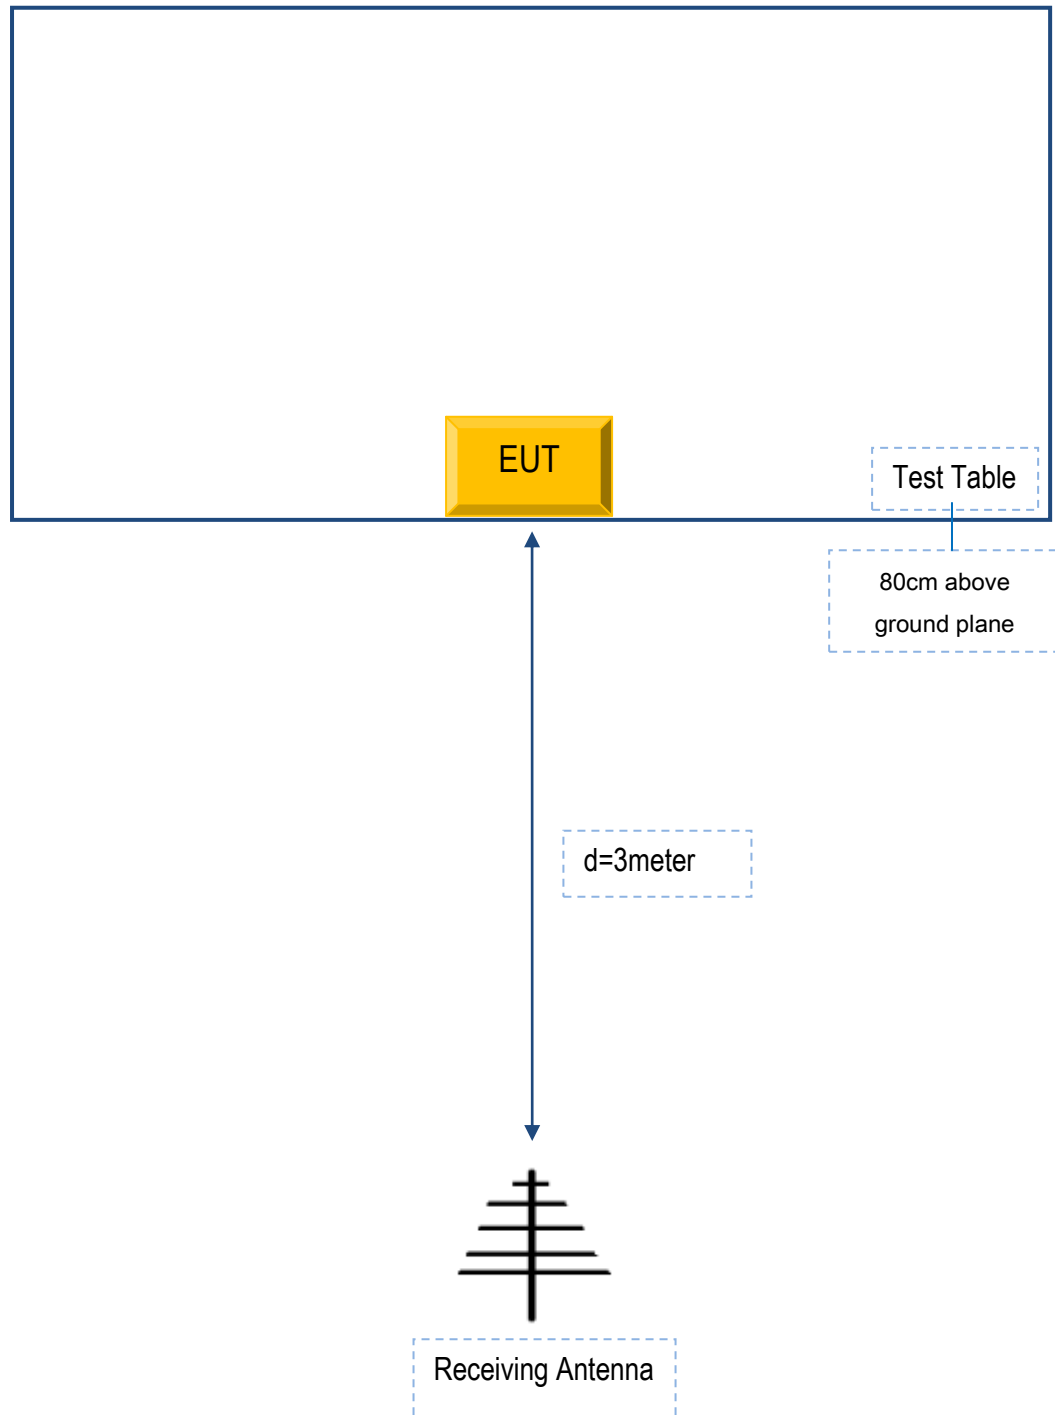 EUT
Test Table
80cm above
ground plane
d=3meter
Receiving Antenna